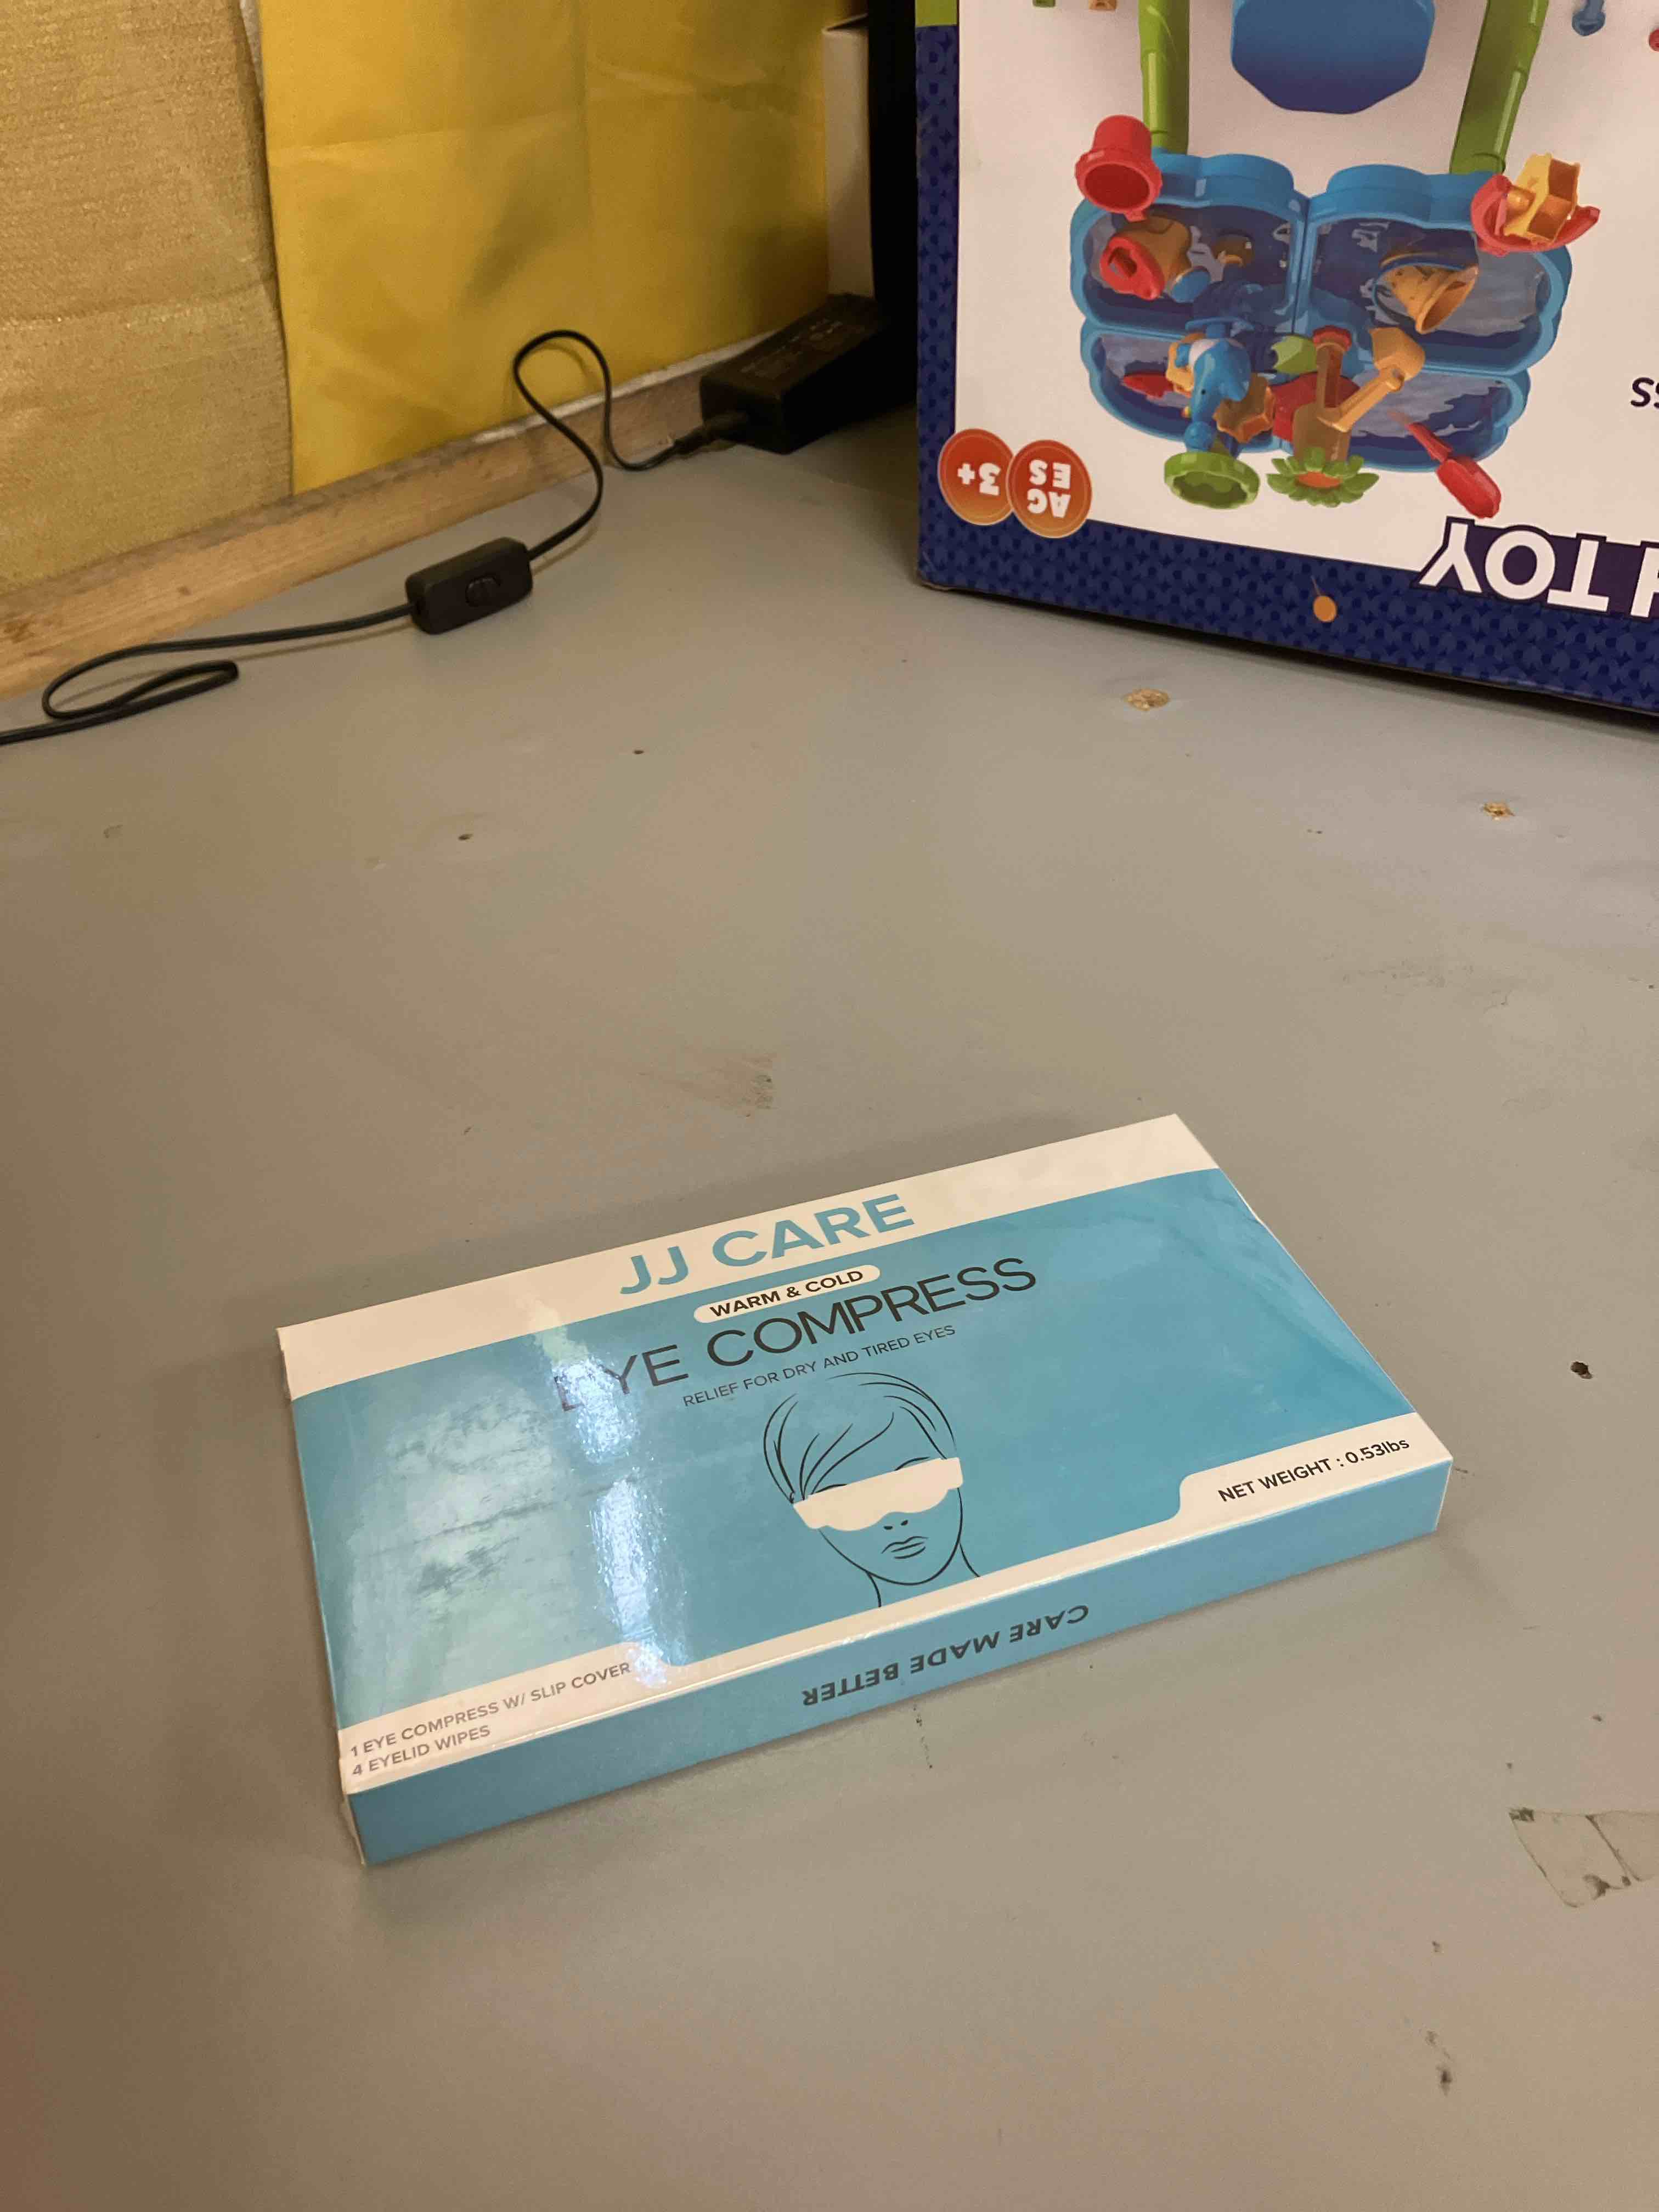 AGES
3+
TOY
JJ CARE
WARM & COLD
EYE COMPRESS
RELIEF FOR DRY AND TIRED EYES
NET WEIGHT : 0.53lbs
1 EYE COMPRESS W/ SLIP COVER
4 EYELID WIPES
CARE MADE BETTER